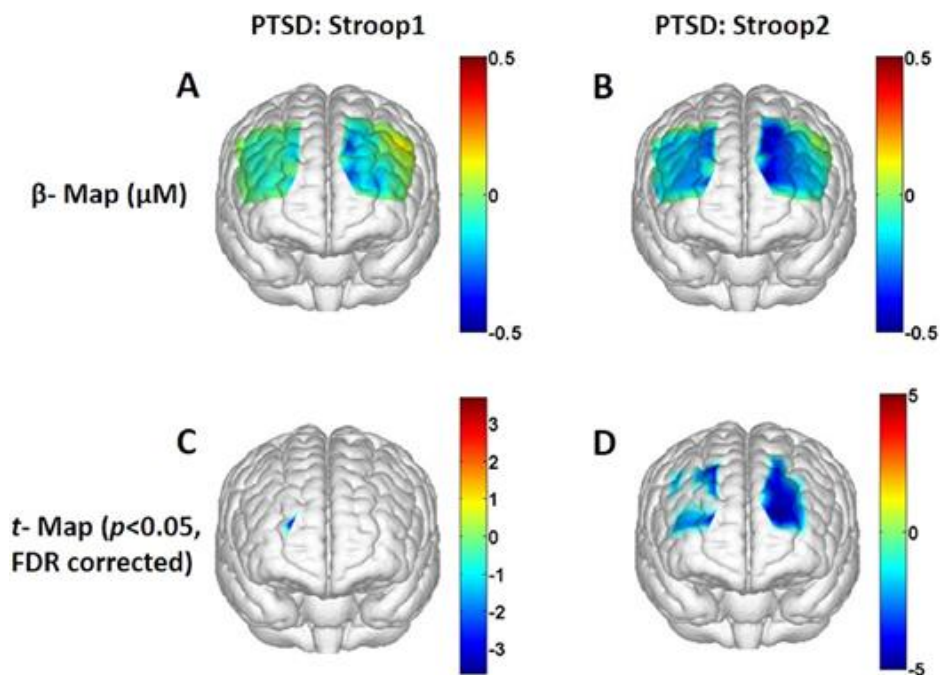 PTSD: Stroop1
PTSD: Stroop2
A
0.5
0
-0.5
B
0.5
0
-0.5
β- Map (μM)
C
3
2
1
0
-1
-2
-3
D
5
0
-5
t- Map (p<0.05,
FDR corrected)